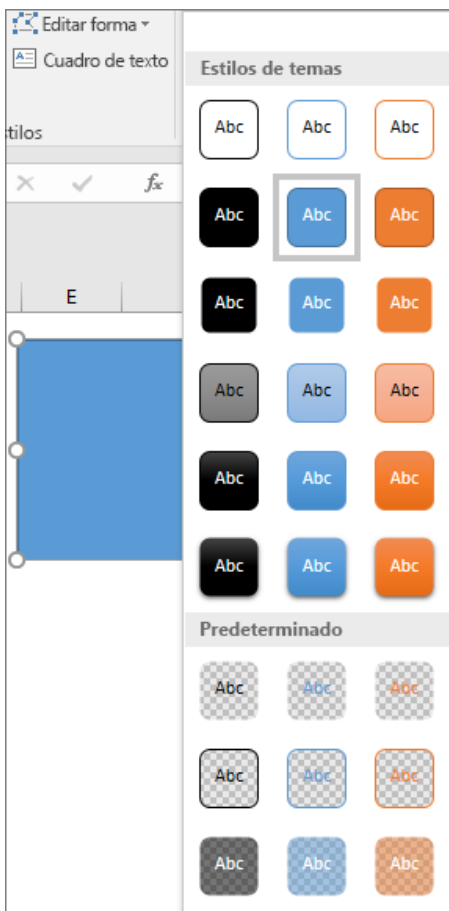 Editar forma
Cuadro de texto
tilos
fx
E
Estilos de temas
Abc Abc Abc
Abc Abc Abc
Abc Abc Abc
Abc Abc Abc
Abc Abc Abc
Abc Abc Abc
Predeterminado
Abc Abc Abc
Abc Abc Abc
Abc Abc Abc